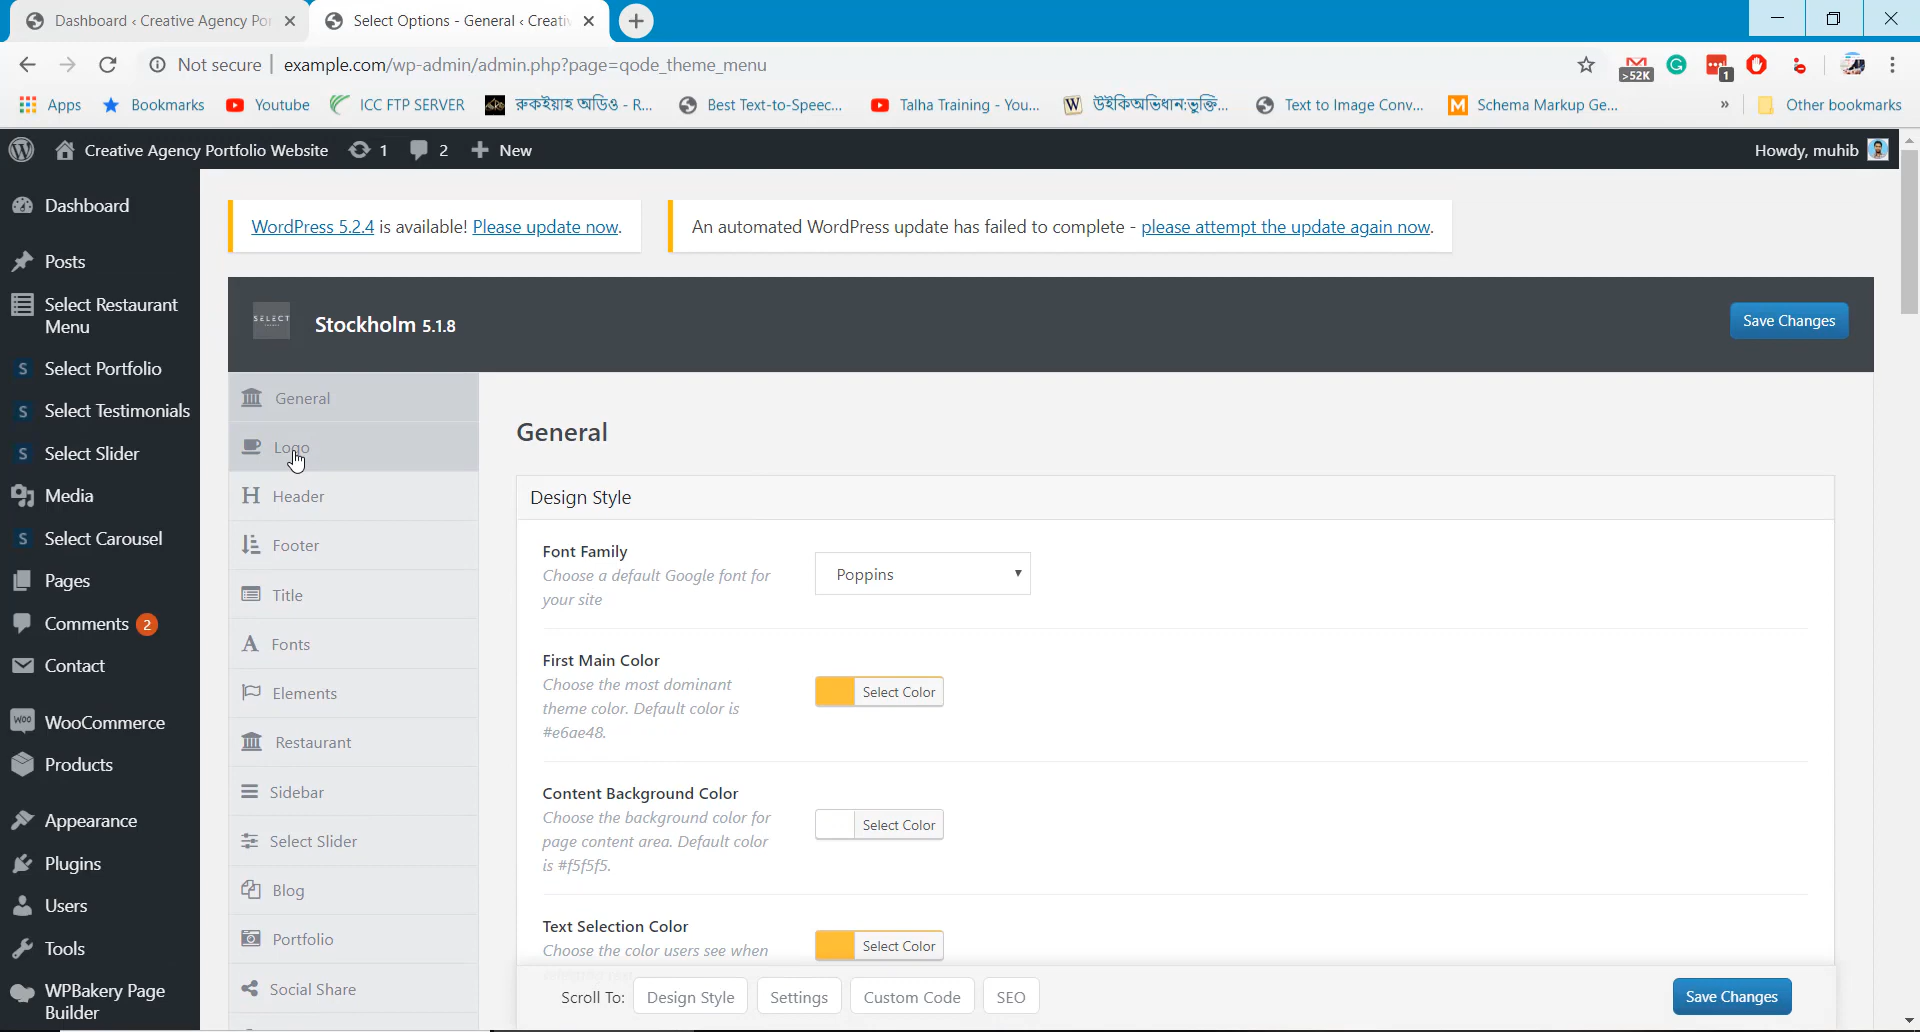 Dashboard ‹ Creative Agency Por
Select Options - General ‹ Creativ
Not secure
example.com/wp-admin/admin.php?page=qode_theme_menu
>52K
1
Apps
Bookmarks
Youtube
ICC FTP SERVER
রুকইয়াহ অডিও - R...
Best Text-to-Speec...
Talha Training - You...
W
উইকিঅভিধান:ভুক্তি...
Text to Image Conv...
M
Schema Markup Ge...
»
Other bookmarks
Creative Agency Portfolio Website
1
2
New
Howdy, muhib
Dashboard
Posts
Select Restaurant
Menu
S Select Portfolio
S Select Testimonials
S Select Slider
Media
S Select Carousel
Pages
Comments 2
Contact
WOO WooCommerce
Products
Appearance
Plugins
Users
Tools
WPBakery Page
Builder
WordPress 5.2.4 is available! Please update now.
An automated WordPress update has failed to complete - please attempt the update again now.
SELECT
Stockholm 5.1.8
Save Changes
General
Logo
H Header
Footer
Title
A Fonts
Elements
Restaurant
Sidebar
Select Slider
Blog
Portfolio
Social Share
General
Design Style
Font Family
Choose a default Google font for
your site
Poppins
First Main Color
Choose the most dominant
theme color. Default color is
#e6ae48.
Select Color
Content Background Color
Choose the background color for
page content area. Default color
is #f5f5f5.
Select Color
Text Selection Color
Choose the color users see when
Select Color
Scroll To:
Design Style
Settings
Custom Code
SEO
Save Changes